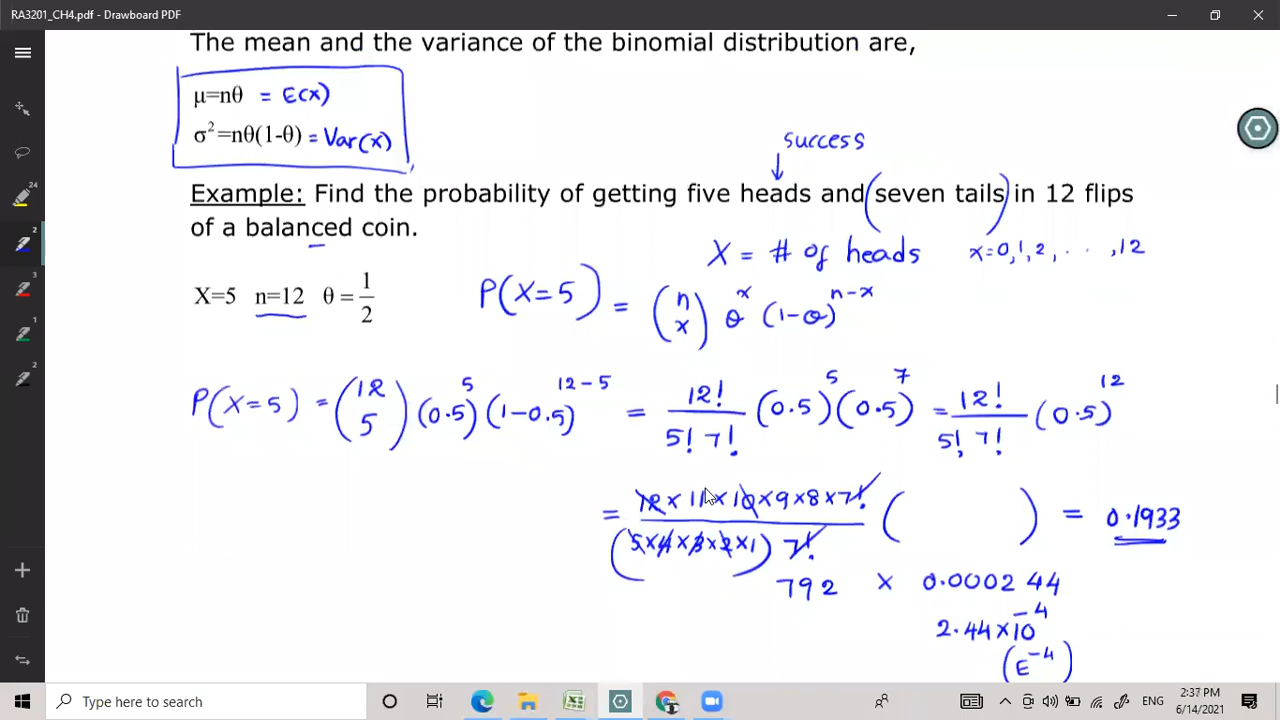 RA3201_CH4.pdf - Drawboard PDF
The mean and the variance of the binomial distribution are,
μ=nθ = E(x)
σ²=nθ(1-θ) = Var(x)
success
Example: Find the probability of getting five heads and (seven tails) in 12 flips
of a balanced coin.
X = # of heads x=0,1,2, . . . ,12
X=5 n=12 θ = 1/2
P(X=5) = (n x) θ^x (1-θ)^n-x
P(X=5) = (12 5) (0.5)^5 (1-0.5)^12-5 = 12!/5! 7! (0.5)^5 (0.5)^7 = 12!/5! 7! (0.5)^12
= 12 x 11 x 10 x 9 x 8 x 7!/(5x4x3x2x1) 7! ( ) = 0.1933
792 x 0.000244
2.44x10^-4
(E^-4)
24
2
3
2
2
Type here to search
ENG
2:37 PM
6/14/2021